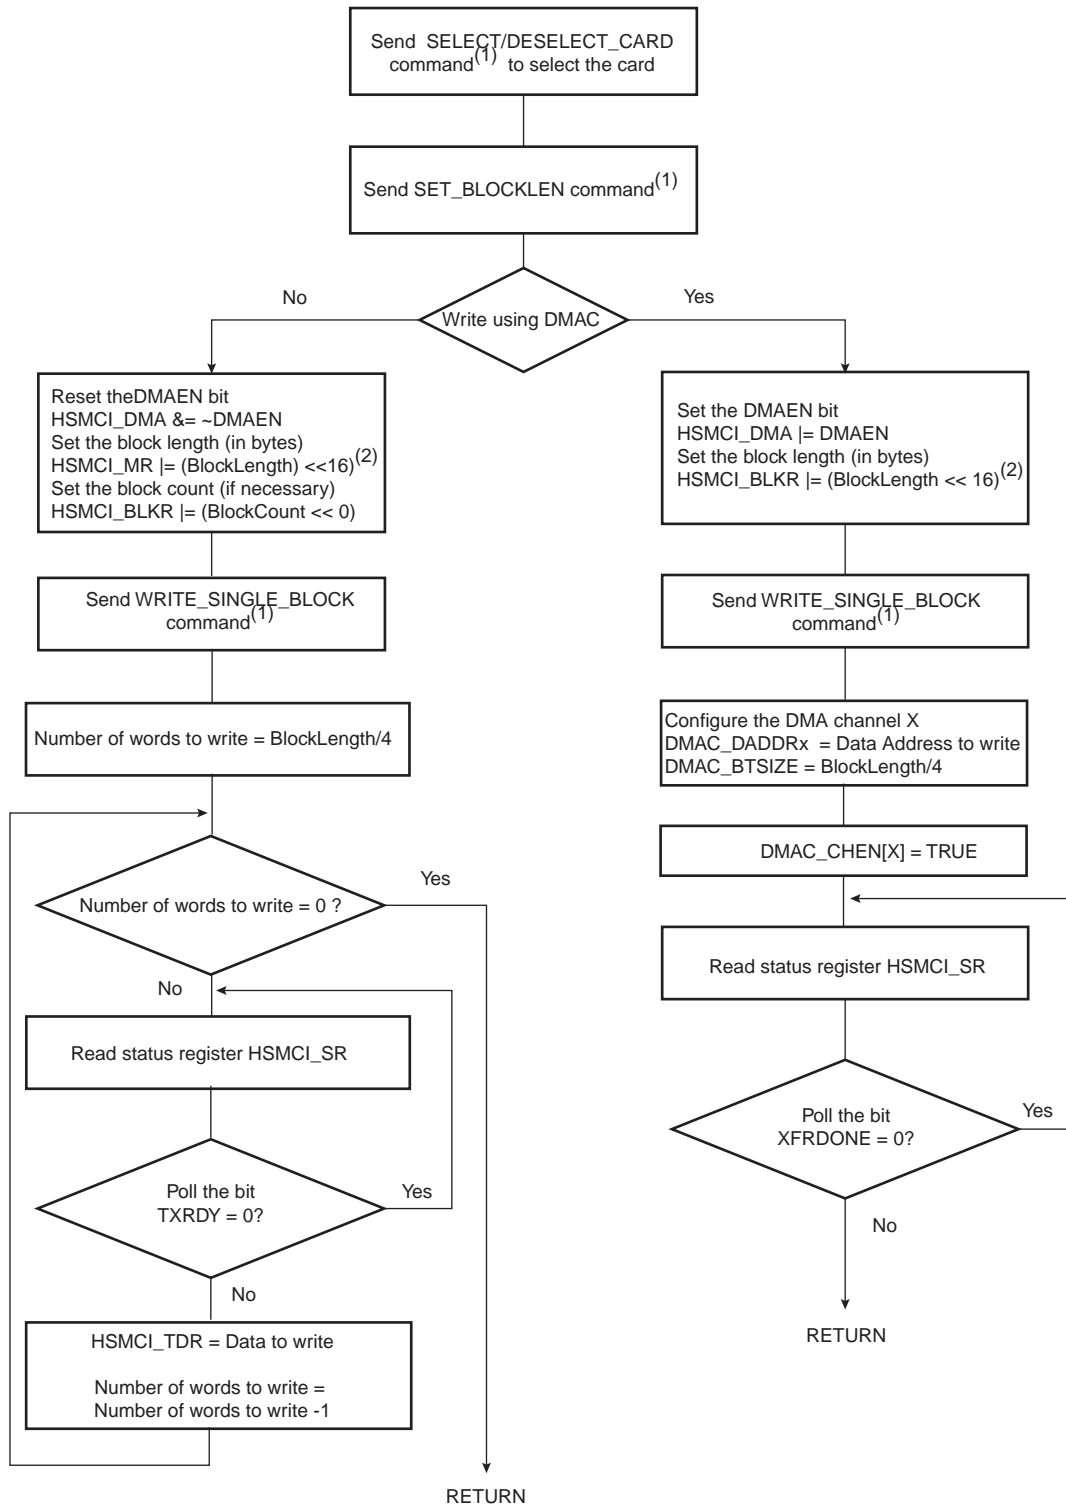 Send SELECT/DESELECT_CARD
command(1) to select the card
Send SET_BLOCKLEN command(1)
No
Yes
Write using DMAC
Reset theDMAEN bit
HSMCI_DMA &= ~DMAEN
Set the block length (in bytes)
HSMCI_MR |= (BlockLength) <<16)(2)
Set the block count (if necessary)
HSMCI_BLKR |= (BlockCount << 0)
Set the DMAEN bit
HSMCI_DMA |= DMAEN
Set the block length (in bytes)
HSMCI_BLKR |= (BlockLength << 16)(2)
Send WRITE_SINGLE_BLOCK
command(1)
Send WRITE_SINGLE_BLOCK
command(1)
Number of words to write = BlockLength/4
Configure the DMA channel X
DMAC_DADDRx = Data Address to write
DMAC_BTSIZE = BlockLength/4
DMAC_CHEN[X] = TRUE
Number of words to write = 0 ?
Yes
No
Read status register HSMCI_SR
Read status register HSMCI_SR
Poll the bit
TXRDY = 0?
Yes
No
Poll the bit
XFRDONE = 0?
Yes
No
RETURN
HSMCI_TDR = Data to write
Number of words to write =
Number of words to write -1
RETURN